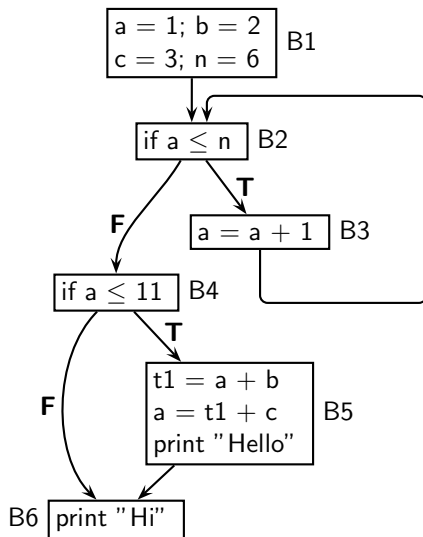 a = 1; b = 2
c = 3; n = 6
B1
if a ≤ n
B2
T
F
a = a + 1
B3
if a ≤ 11
B4
T
F
t1 = a + b
a = t1 + c
print "Hello"
B5
B6
print "Hi"